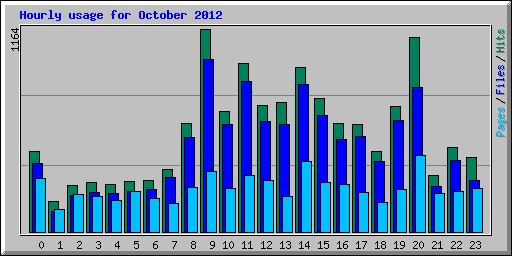 Hourly usage for October 2012
1164
Pages / Files / Hits
0 1 2 3 4 5 6 7 8 9 10 11 12 13 14 15 16 17 18 19 20 21 22 23